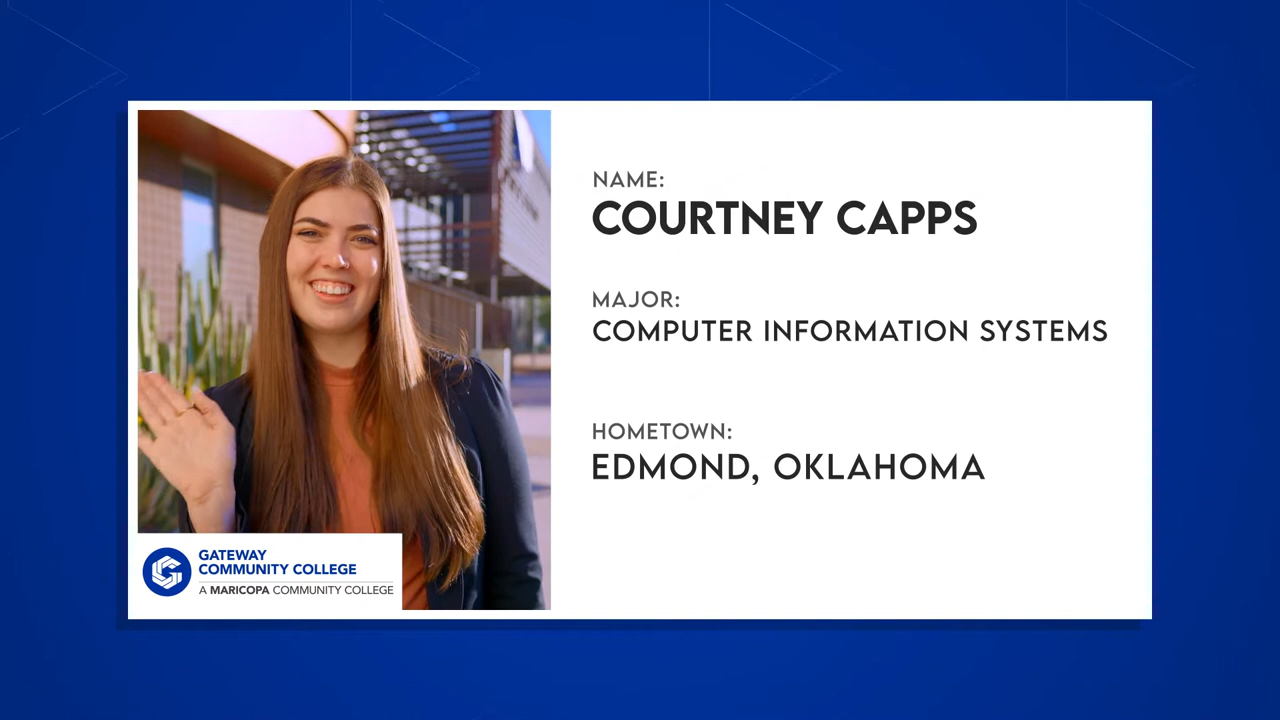 NAME:
COURTNEY CAPPS
MAJOR:
COMPUTER INFORMATION SYSTEMS
HOMETOWN:
EDMOND, OKLAHOMA
GATEWAY
COMMUNITY COLLEGE
A MARICOPA COMMUNITY COLLEGE